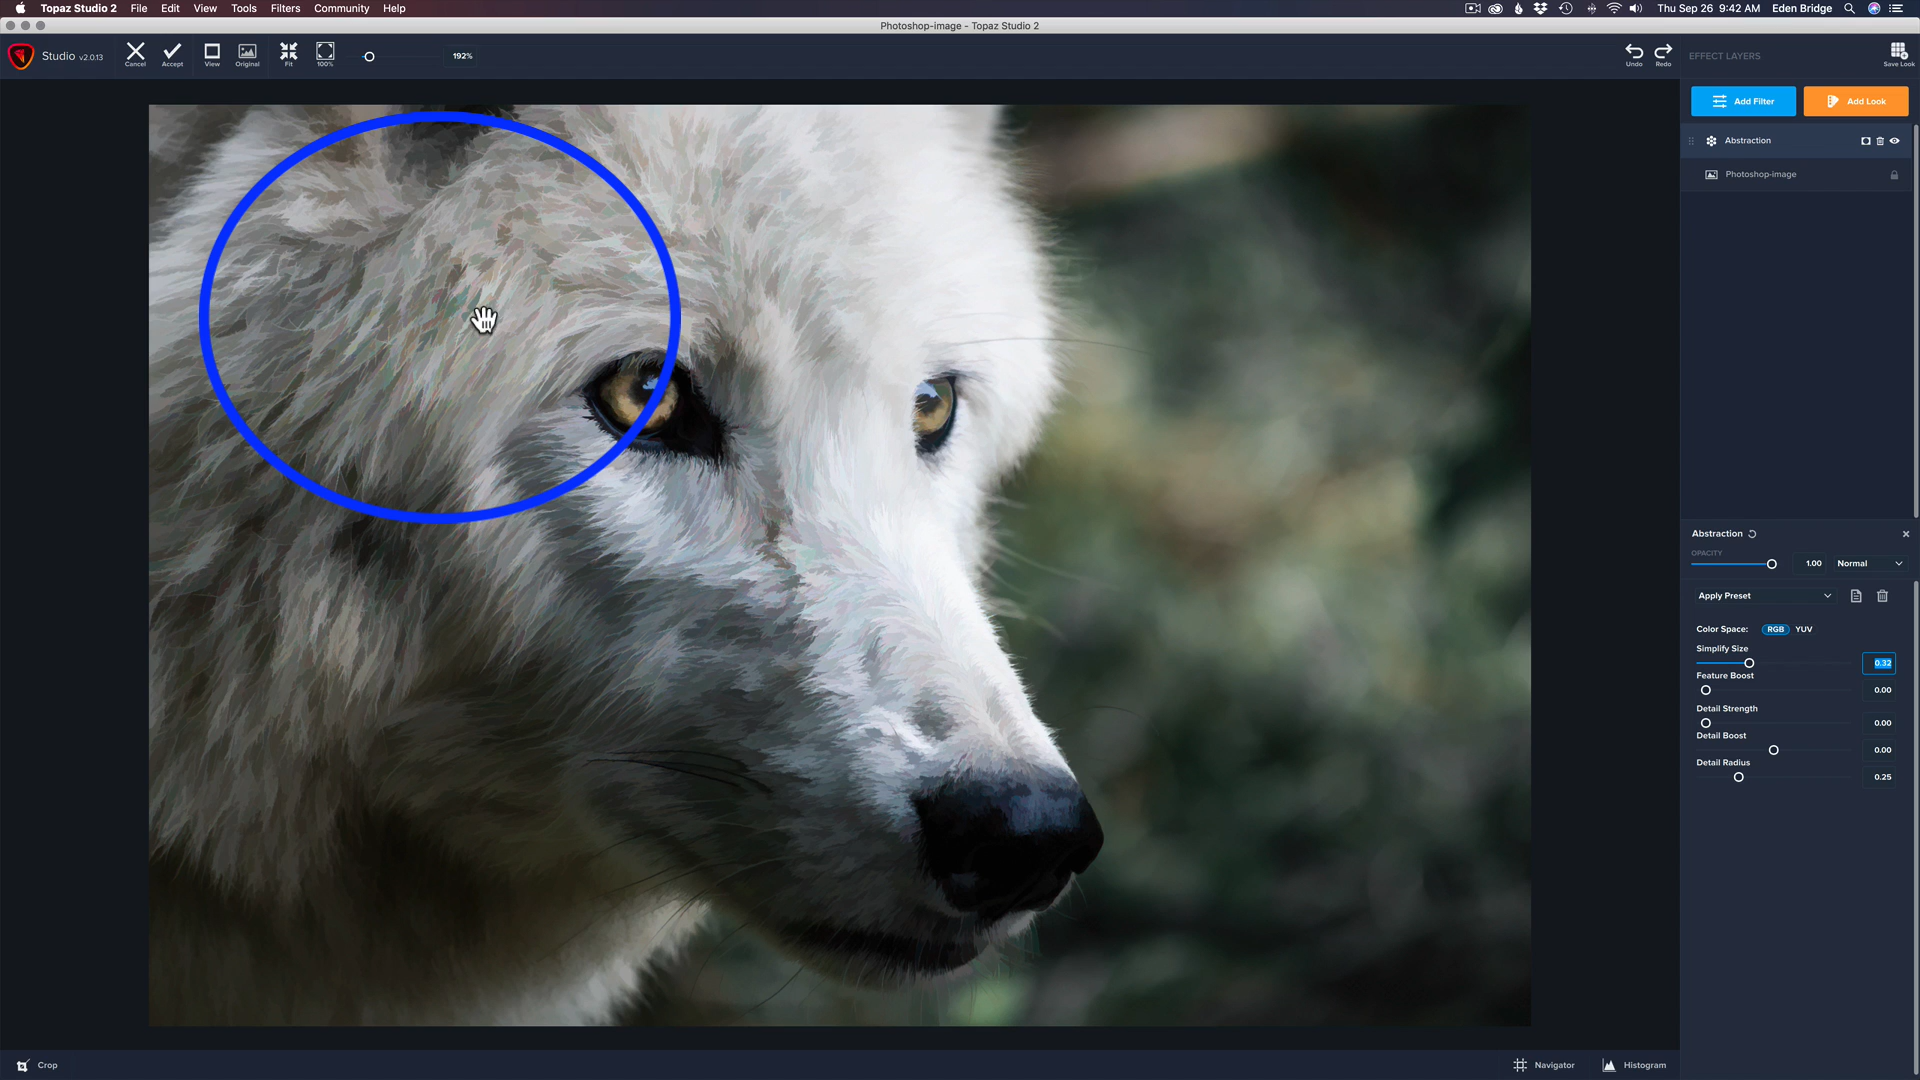 Topaz Studio 2 File Edit View Tools Filters Community Help Thu Sep 26 9:42 AM Eden Bridge
Photoshop-image - Topaz Studio 2
Studio v2.0.13 Cancel Accept View Original Fit 100% 192% Undo Redo EFFECT LAYERS Save Look
Add Filter Add Look
Abstraction
Photoshop-image
Abstraction
OPACITY
1.00 Normal
Apply Preset
Color Space: RGB YUV
Simplify Size
0.32
Feature Boost
0.00
Detail Strength
0.00
Detail Boost
0.00
Detail Radius
0.25
Crop Navigator Histogram